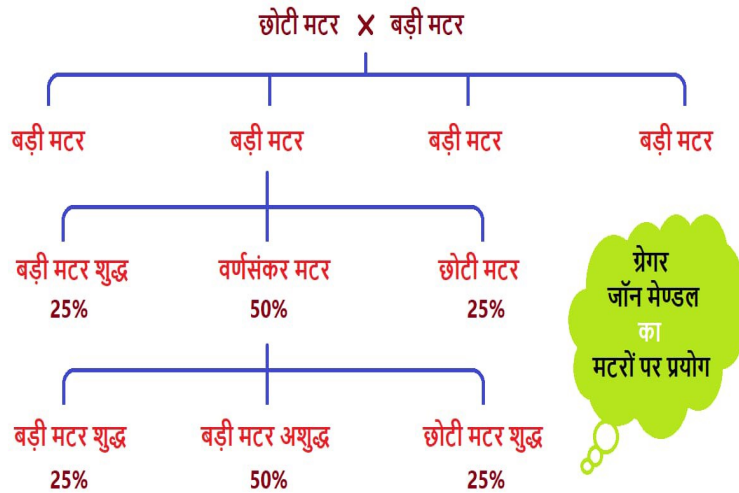 छोटी मटर × बड़ी मटर
बड़ी मटर बड़ी मटर बड़ी मटर बड़ी मटर
बड़ी मटर शुद्ध वर्णसंकर मटर छोटी मटर
25% 50% 25%
ग्रेगर
जॉन मेण्डल
का
मटरों पर प्रयोग
बड़ी मटर शुद्ध बड़ी मटर अशुद्ध छोटी मटर शुद्ध
25% 50% 25%